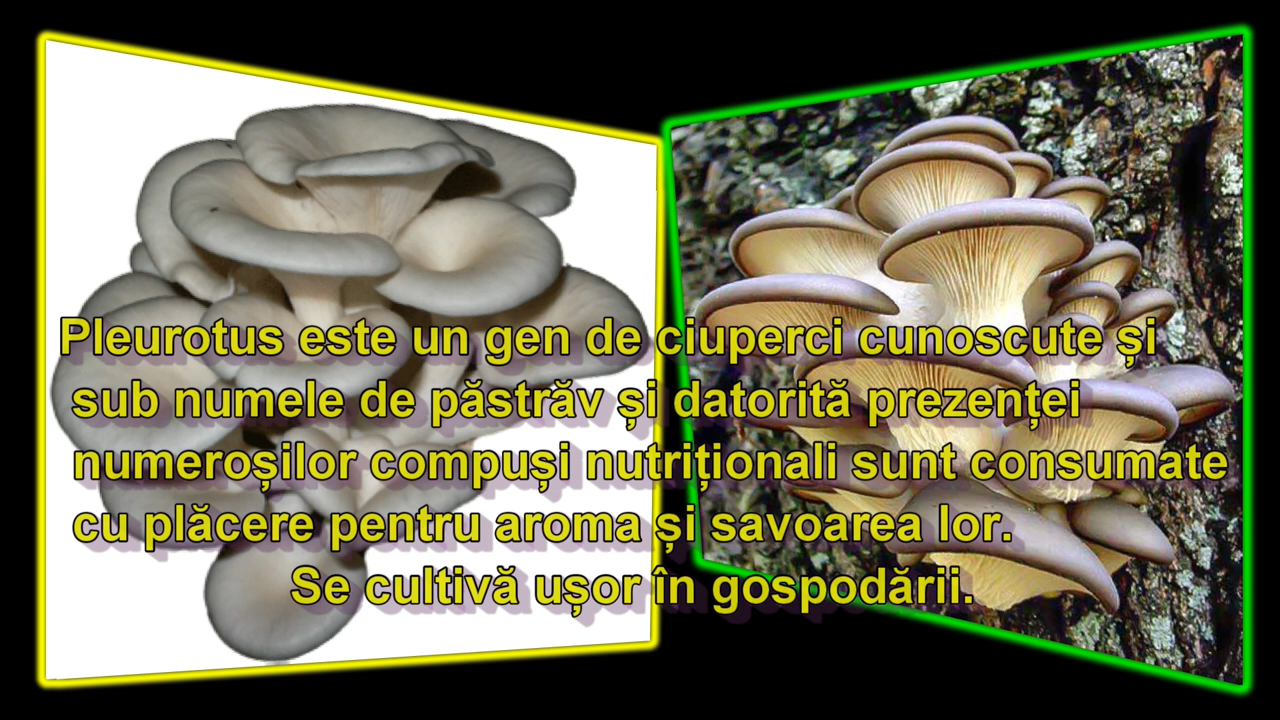 Pleurotus este un gen de ciuperci cunoscute și
sub numele de păstrăv și datorită prezenței
numeroșilor compuși nutriționali sunt consumate
cu plăcere pentru aroma și savoarea lor.
Se cultivă ușor în gospodării.